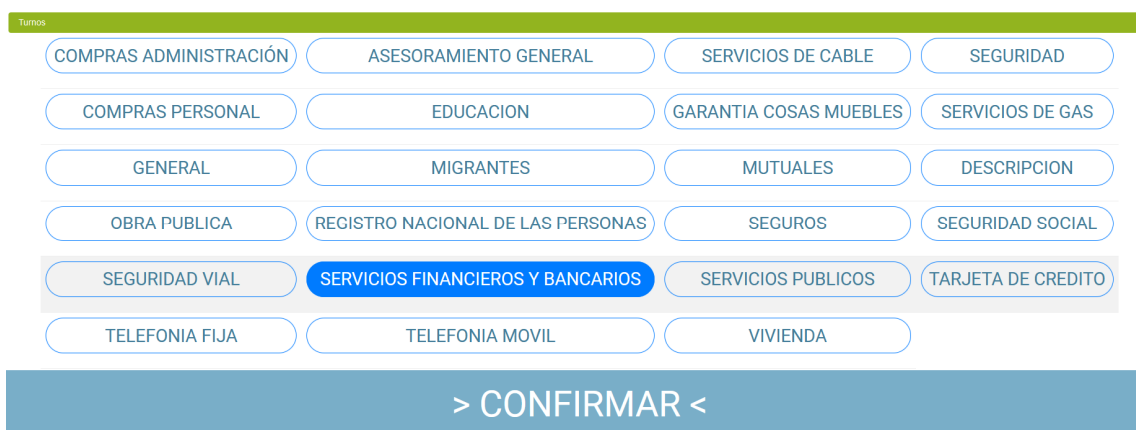 Turnos
COMPRAS ADMINISTRACIÓN ASESORAMIENTO GENERAL SERVICIOS DE CABLE SEGURIDAD
COMPRAS PERSONAL EDUCACION GARANTIA COSAS MUEBLES SERVICIOS DE GAS
GENERAL MIGRANTES MUTUALES DESCRIPCION
OBRA PUBLICA REGISTRO NACIONAL DE LAS PERSONAS SEGUROS SEGURIDAD SOCIAL
SEGURIDAD VIAL SERVICIOS FINANCIEROS Y BANCARIOS SERVICIOS PUBLICOS TARJETA DE CREDITO
TELEFONIA FIJA TELEFONIA MOVIL VIVIENDA
> CONFIRMAR <